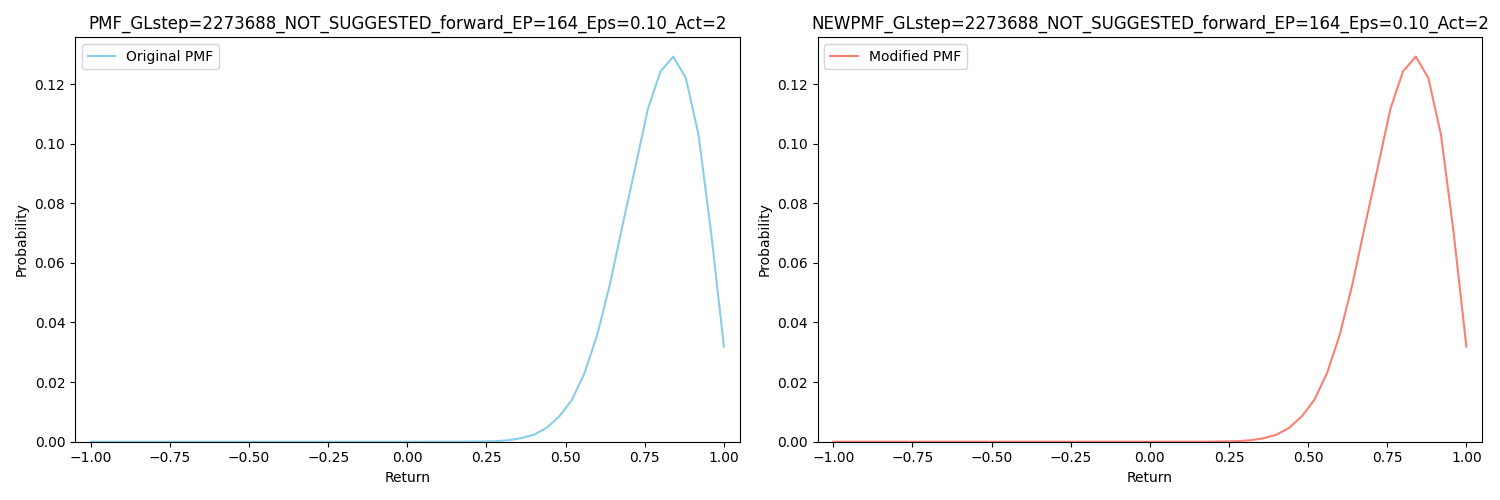 PMF_GLstep=2273688_NOT_SUGGESTED_forward_EP=164_Eps=0.10_Act=2
Original PMF
0.12
0.10
0.08
0.06
0.04
0.02
0.00
Probability
−1.00 −0.75 −0.50 −0.25 0.00 0.25 0.50 0.75 1.00
Return
NEWPMF_GLstep=2273688_NOT_SUGGESTED_forward_EP=164_Eps=0.10_Act=2
Modified PMF
0.12
0.10
0.08
0.06
0.04
0.02
0.00
Probability
−1.00 −0.75 −0.50 −0.25 0.00 0.25 0.50 0.75 1.00
Return